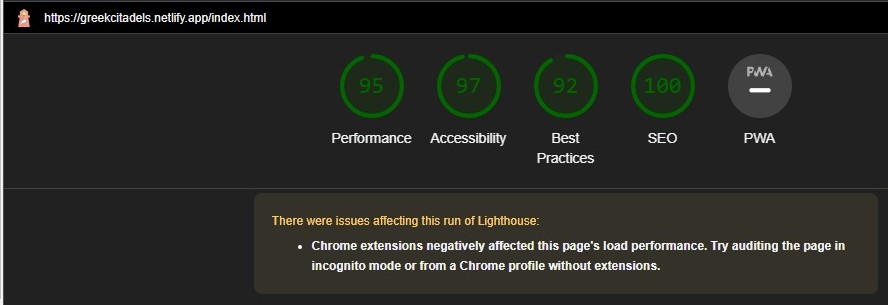 https://greekcitadels.netlify.app/index.html
95 97 92 100 PWA
Performance Accessibility Best Practices SEO PWA
There were issues affecting this run of Lighthouse:
• Chrome extensions negatively affected this page's load performance. Try auditing the page in
incognito mode or from a Chrome profile without extensions.